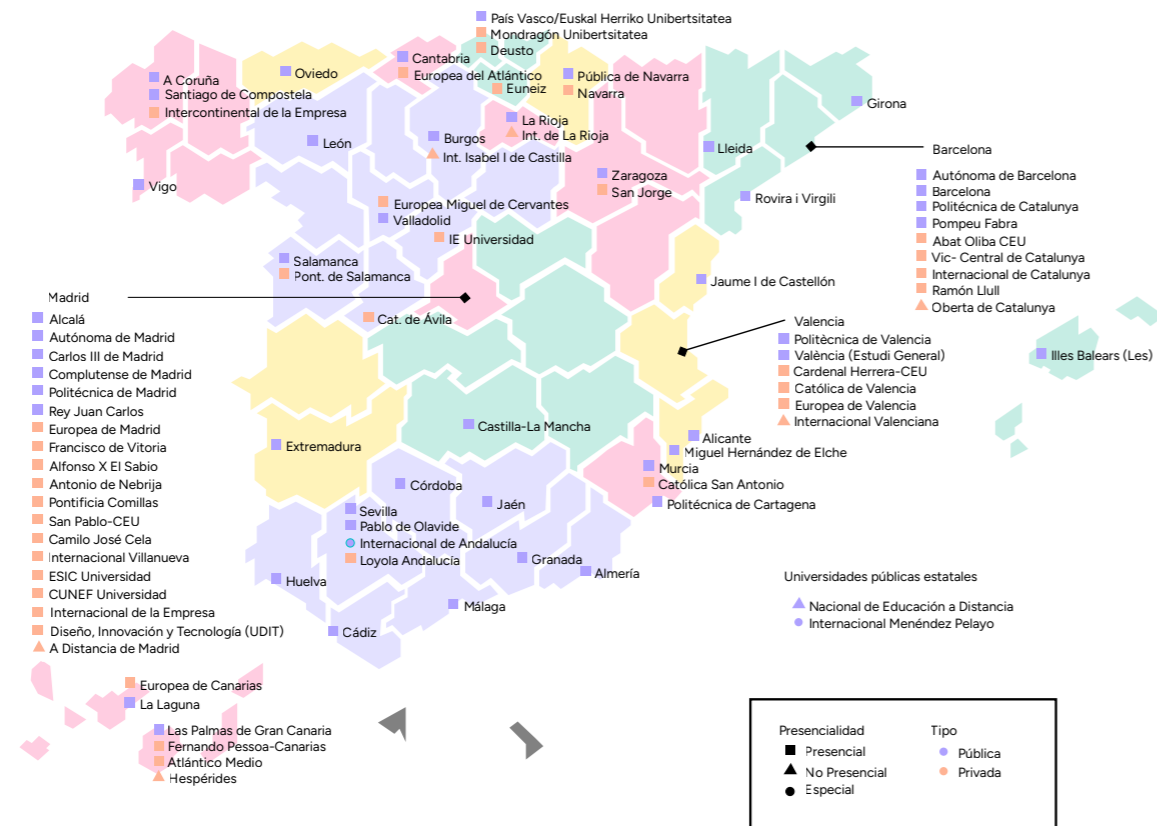 País Vasco/Euskal Herriko Unibertsitatea
Mondragón Unibertsitatea
Deusto
Cantabria
Europea del Atlántico
Euneiz
Oviedo
A Coruña
Santiago de Compostela
Intercontinental de la Empresa
Vigo
Pública de Navarra
Navarra
La Rioja
Int. de La Rioja
León
Burgos
Int. Isabel I de Castilla
Girona
Lleida
Rovira i Virgili
Zaragoza
San Jorge
Europea Miguel de Cervantes
Valladolid
IE Universidad
Salamanca
Pont. de Salamanca
Cat. de Ávila
Barcelona
Autónoma de Barcelona
Barcelona
Politécnica de Catalunya
Pompeu Fabra
Abat Oliba CEU
Vic- Central de Catalunya
Internacional de Catalunya
Ramón Llull
Oberta de Catalunya
Jaume I de Castellón
Madrid
Alcalá
Autónoma de Madrid
Carlos III de Madrid
Complutense de Madrid
Politécnica de Madrid
Rey Juan Carlos
Europea de Madrid
Francisco de Vitoria
Alfonso X El Sabio
Antonio de Nebrija
Pontificia Comillas
San Pablo-CEU
Camilo José Cela
Internacional Villanueva
ESIC Universidad
CUNEF Universidad
Internacional de la Empresa
Diseño, Innovación y Tecnología (UDIT)
A Distancia de Madrid
Valencia
Politècnica de Valencia
València (Estudi General)
Cardenal Herrera-CEU
Católica de Valencia
Europea de Valencia
Internacional Valenciana
Illes Balears (Les)
Castilla-La Mancha
Extremadura
Alicante
Miguel Hernández de Elche
Murcia
Católica San Antonio
Politécnica de Cartagena
Córdoba
Jaén
Sevilla
Pablo de Olavide
Internacional de Andalucía
Loyola Andalucía
Granada
Almería
Huelva
Málaga
Cádiz
Universidades públicas estatales
Nacional de Educación a Distancia
Internacional Menéndez Pelayo
Europea de Canarias
La Laguna
Las Palmas de Gran Canaria
Fernando Pessoa-Canarias
Atlántico Medio
Hespérides
Presencialidad
Presencial
No Presencial
Especial
Tipo
Pública
Privada